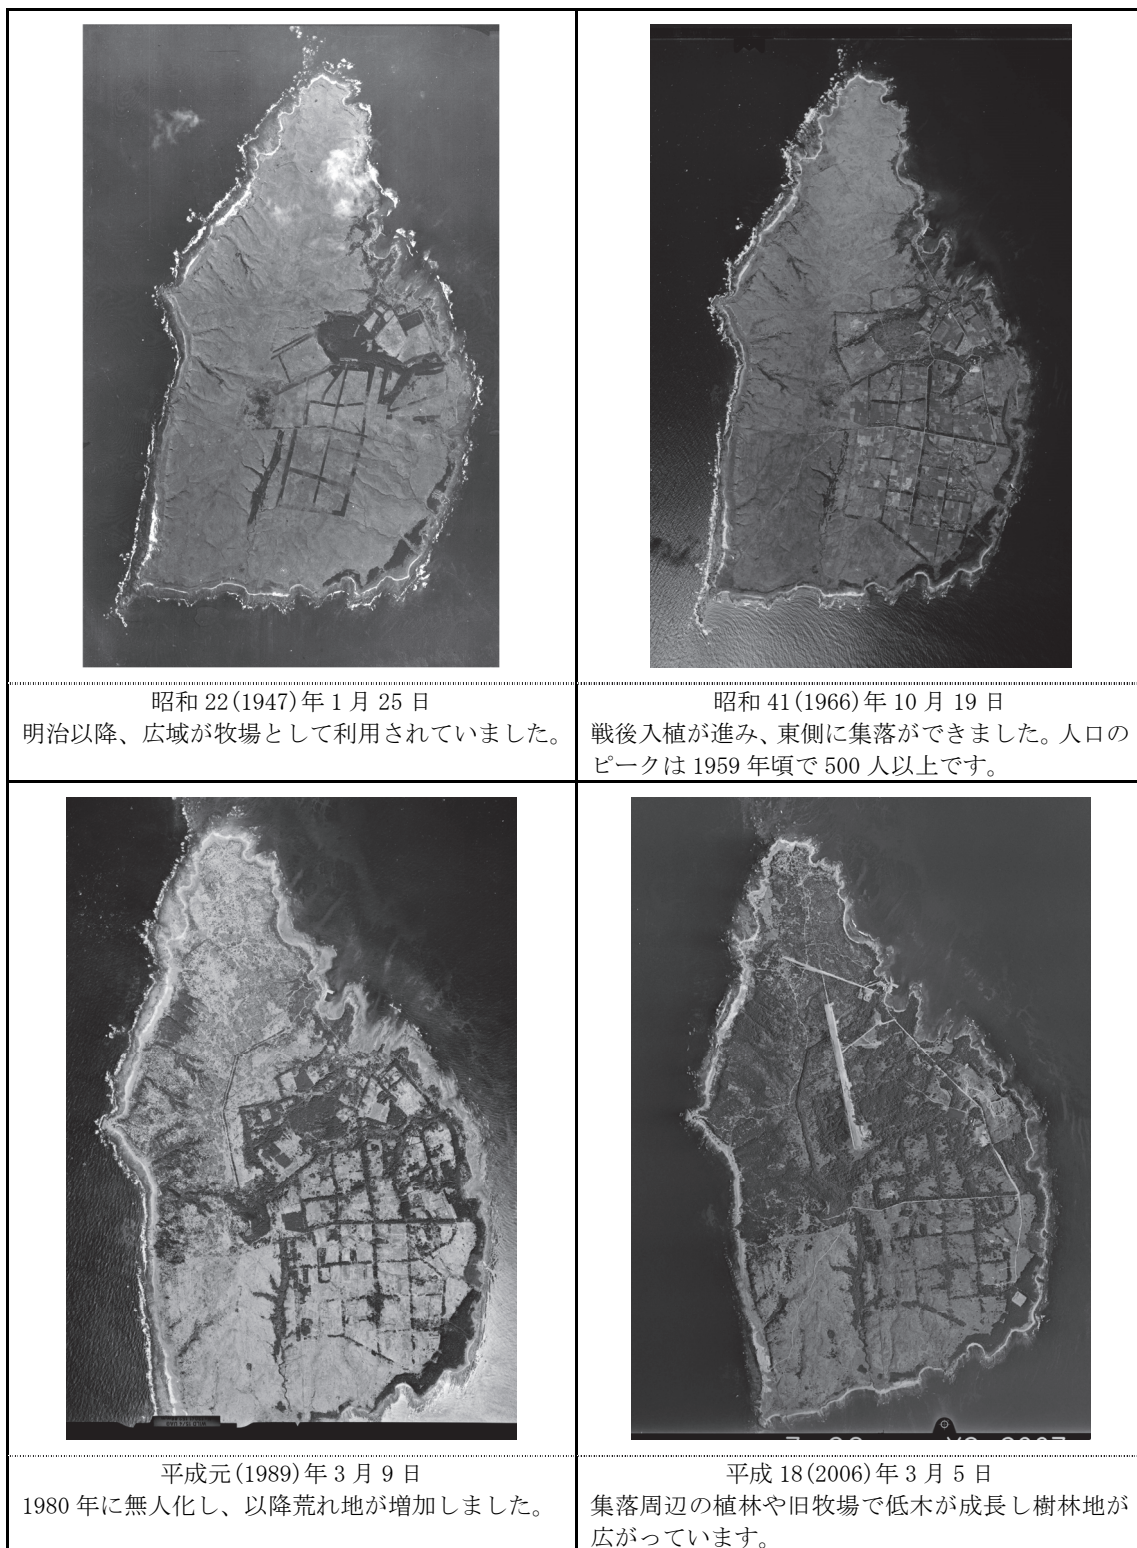 昭和 22(1947)年 1 月 25 日
明治以降、広域が牧場として利用されていました。
昭和 41(1966)年 10 月 19 日
戦後入植が進み、東側に集落ができました。人口の
ピークは 1959 年頃で 500 人以上です。
平成元(1989)年 3 月 9 日
1980 年に無人化し、以降荒れ地が増加しました。
平成 18(2006)年 3 月 5 日
集落周辺の植林や旧牧場で低木が成長し樹林地が
広がっています。